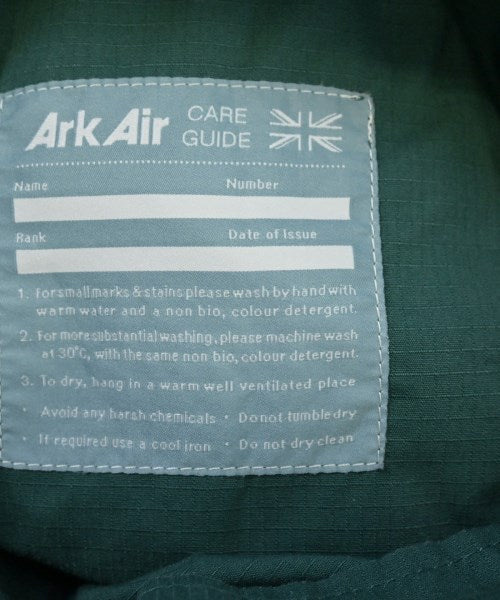 Ark Air CARE GUIDE
Name Number
Rank Date of Issue
1. For small marks & stains please wash by hand with
warm water and a non bio, colour detergent.
2. For more substantial washing, please machine wash
at 30°C, with the same non bio, colour detergent.
3. To dry, hang in a warm well ventilated place
· Avoid any harsh chemicals · Do not tumble dry
· If required use a cool iron · Do not dry clean